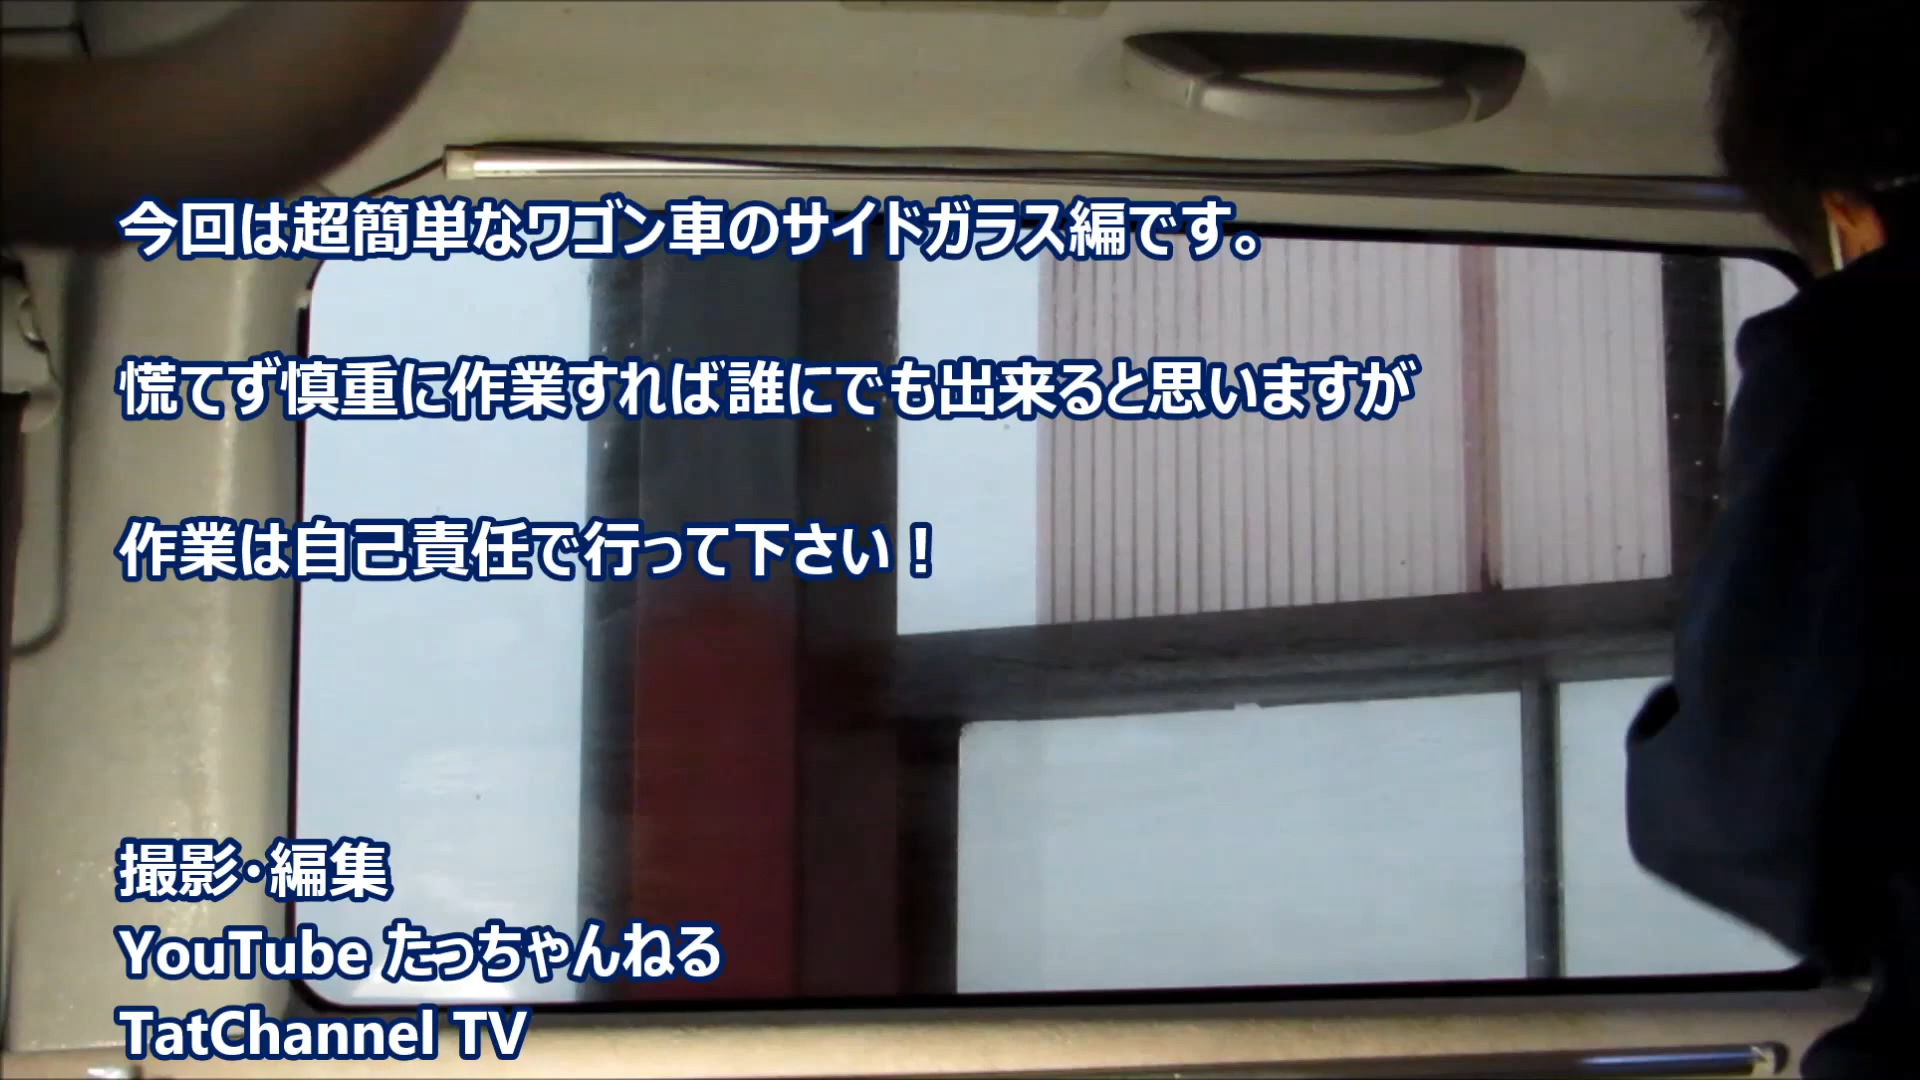 今回は超簡単なワゴン車のサイドガラス編です。
慌てず慎重に作業すれば誰にでも出来ると思いますが
作業は自己責任で行って下さい！
撮影・編集
YouTube たっちゃんねる
TatChannel TV